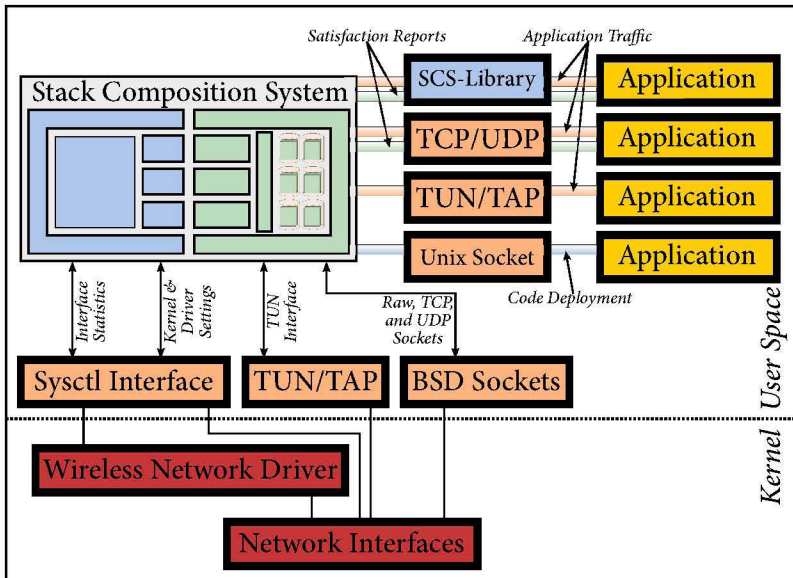 Satisfaction Reports
Application Traffic
Stack Composition System
SCS-Library
Application
TCP/UDP
Application
TUN/TAP
Application
Unix Socket
Application
Code Deployment
Interface
Statistics
Kernel &
Driver
Settings
TUN
Interface
Raw, TCP,
and UDP
Sockets
Sysctl Interface
TUN/TAP
BSD Sockets
User Space
Kernel
Wireless Network Driver
Network Interfaces